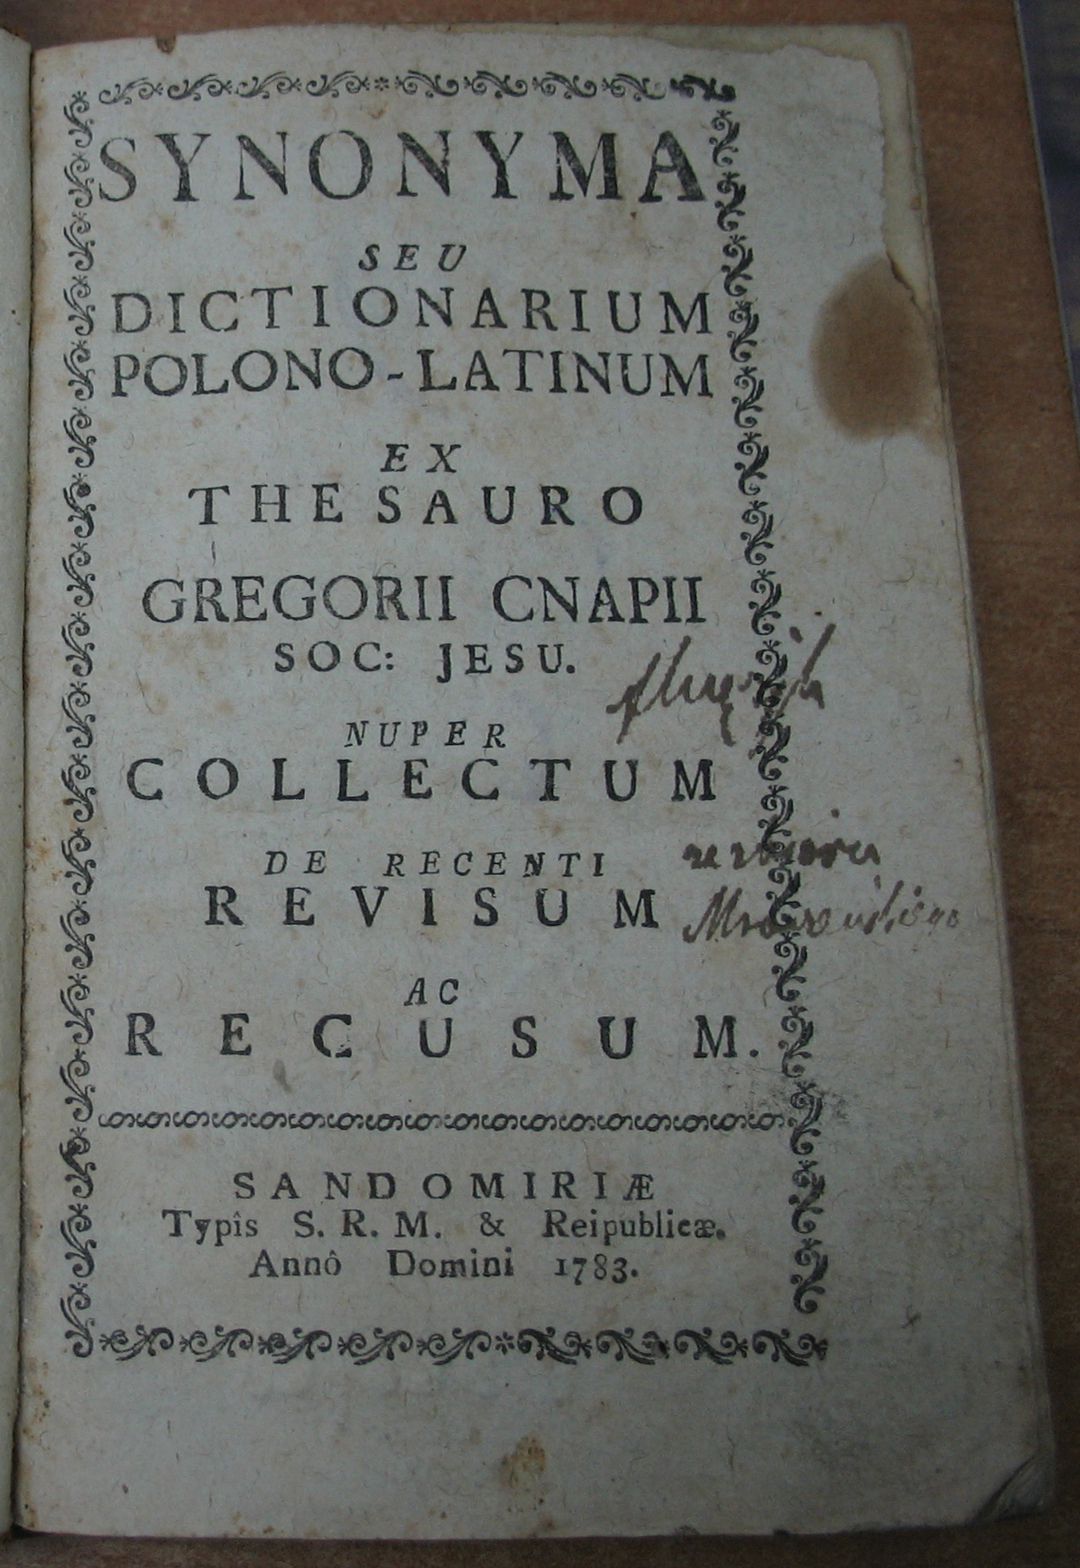 SYNONYMA
SEU
DICTIONARIUM
POLONO-LATINUM
EX
THESAURO
GREGORII CNAPII
SOC: JESU.
NUPER
COLLECTUM
DE RECENTI
REVISUM
AC
RECUSUM.
SANDOMIRIÆ
Typîs S. R. M. & Reipublicæ.
Annô Domini 1783.